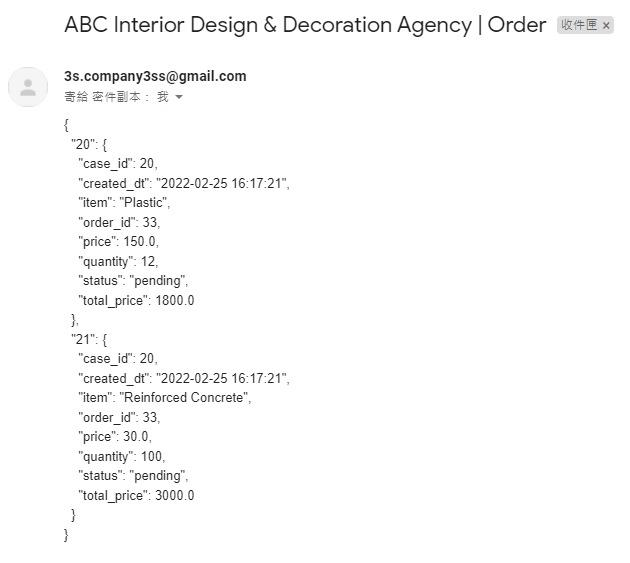 ABC Interior Design & Decoration Agency | Order 收件匣 ×
3s.company3ss@gmail.com
寄給 密件副本： 我
{
"20": {
"case_id": 20,
"created_dt": "2022-02-25 16:17:21",
"item": "Plastic",
"order_id": 33,
"price": 150.0,
"quantity": 12,
"status": "pending",
"total_price": 1800.0
},
"21": {
"case_id": 20,
"created_dt": "2022-02-25 16:17:21",
"item": "Reinforced Concrete",
"order_id": 33,
"price": 30.0,
"quantity": 100,
"status": "pending",
"total_price": 3000.0
}
}